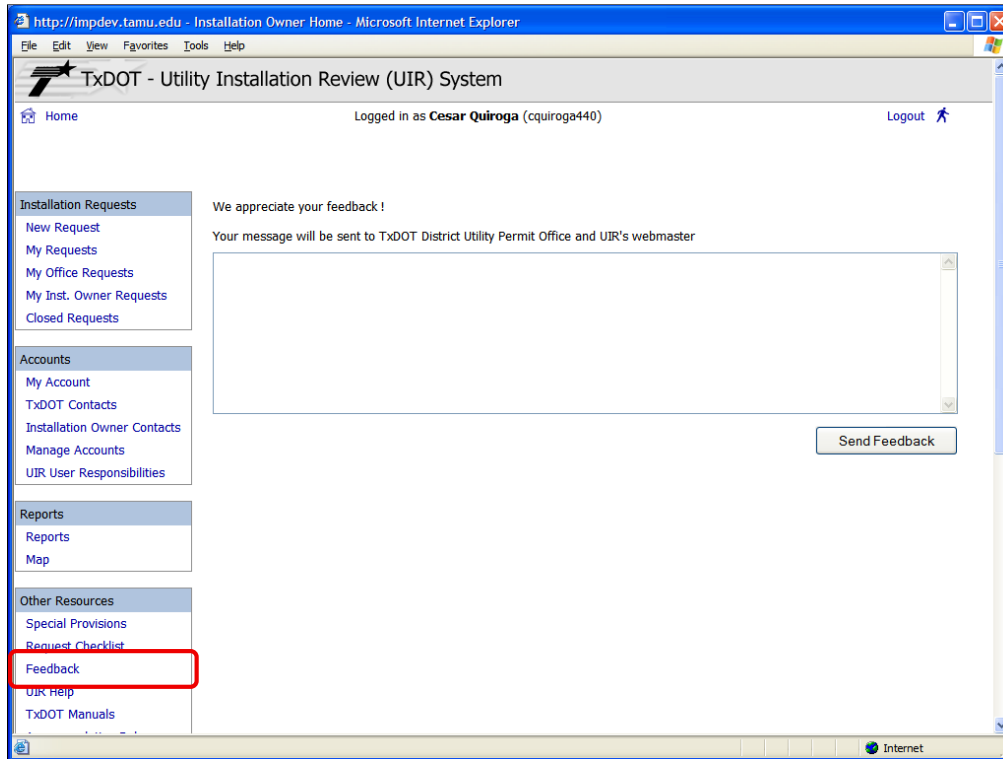 http://impdev.tamu.edu - Installation Owner Home - Microsoft Internet Explorer
File Edit View Favorites Tools Help
TxDOT - Utility Installation Review (UIR) System
Home Logged in as Cesar Quiroga (cquiroga440) Logout
Installation Requests
New Request
My Requests
My Office Requests
My Inst. Owner Requests
Closed Requests
We appreciate your feedback !
Your message will be sent to TxDOT District Utility Permit Office and UIR's webmaster
Send Feedback
Accounts
My Account
TxDOT Contacts
Installation Owner Contacts
Manage Accounts
UIR User Responsibilities
Reports
Reports
Map
Other Resources
Special Provisions
Request Checklist
Feedback
UIR Help
TxDOT Manuals
Internet